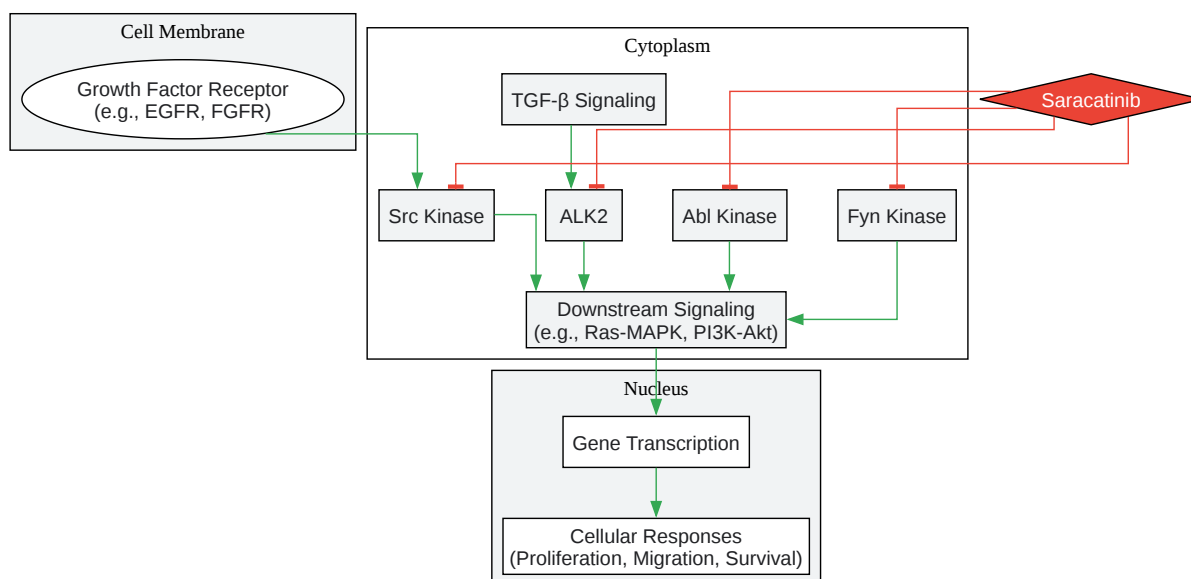 Cell Membrane
Growth Factor Receptor
(e.g., EGFR, FGFR)
Cytoplasm
TGF-β Signaling
Saracatinib
Src Kinase
ALK2
Abl Kinase
Fyn Kinase
Downstream Signaling
(e.g., Ras-MAPK, PI3K-Akt)
Nucleus
Gene Transcription
Cellular Responses
(Proliferation, Migration, Survival)